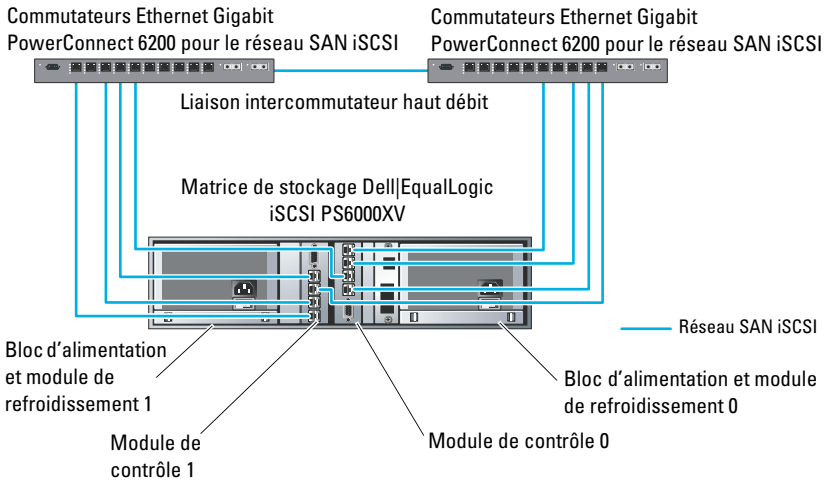 Commutateurs Ethernet Gigabit
PowerConnect 6200 pour le réseau SAN iSCSI
Commutateurs Ethernet Gigabit
PowerConnect 6200 pour le réseau SAN iSCSI
Liaison intercommutateur haut débit
Matrice de stockage Dell|EqualLogic
iSCSI PS6000XV
Réseau SAN iSCSI
Bloc d'alimentation
et module de
refroidissement 1
Bloc d'alimentation et module
de refroidissement 0
Module de
contrôle 1
Module de contrôle 0